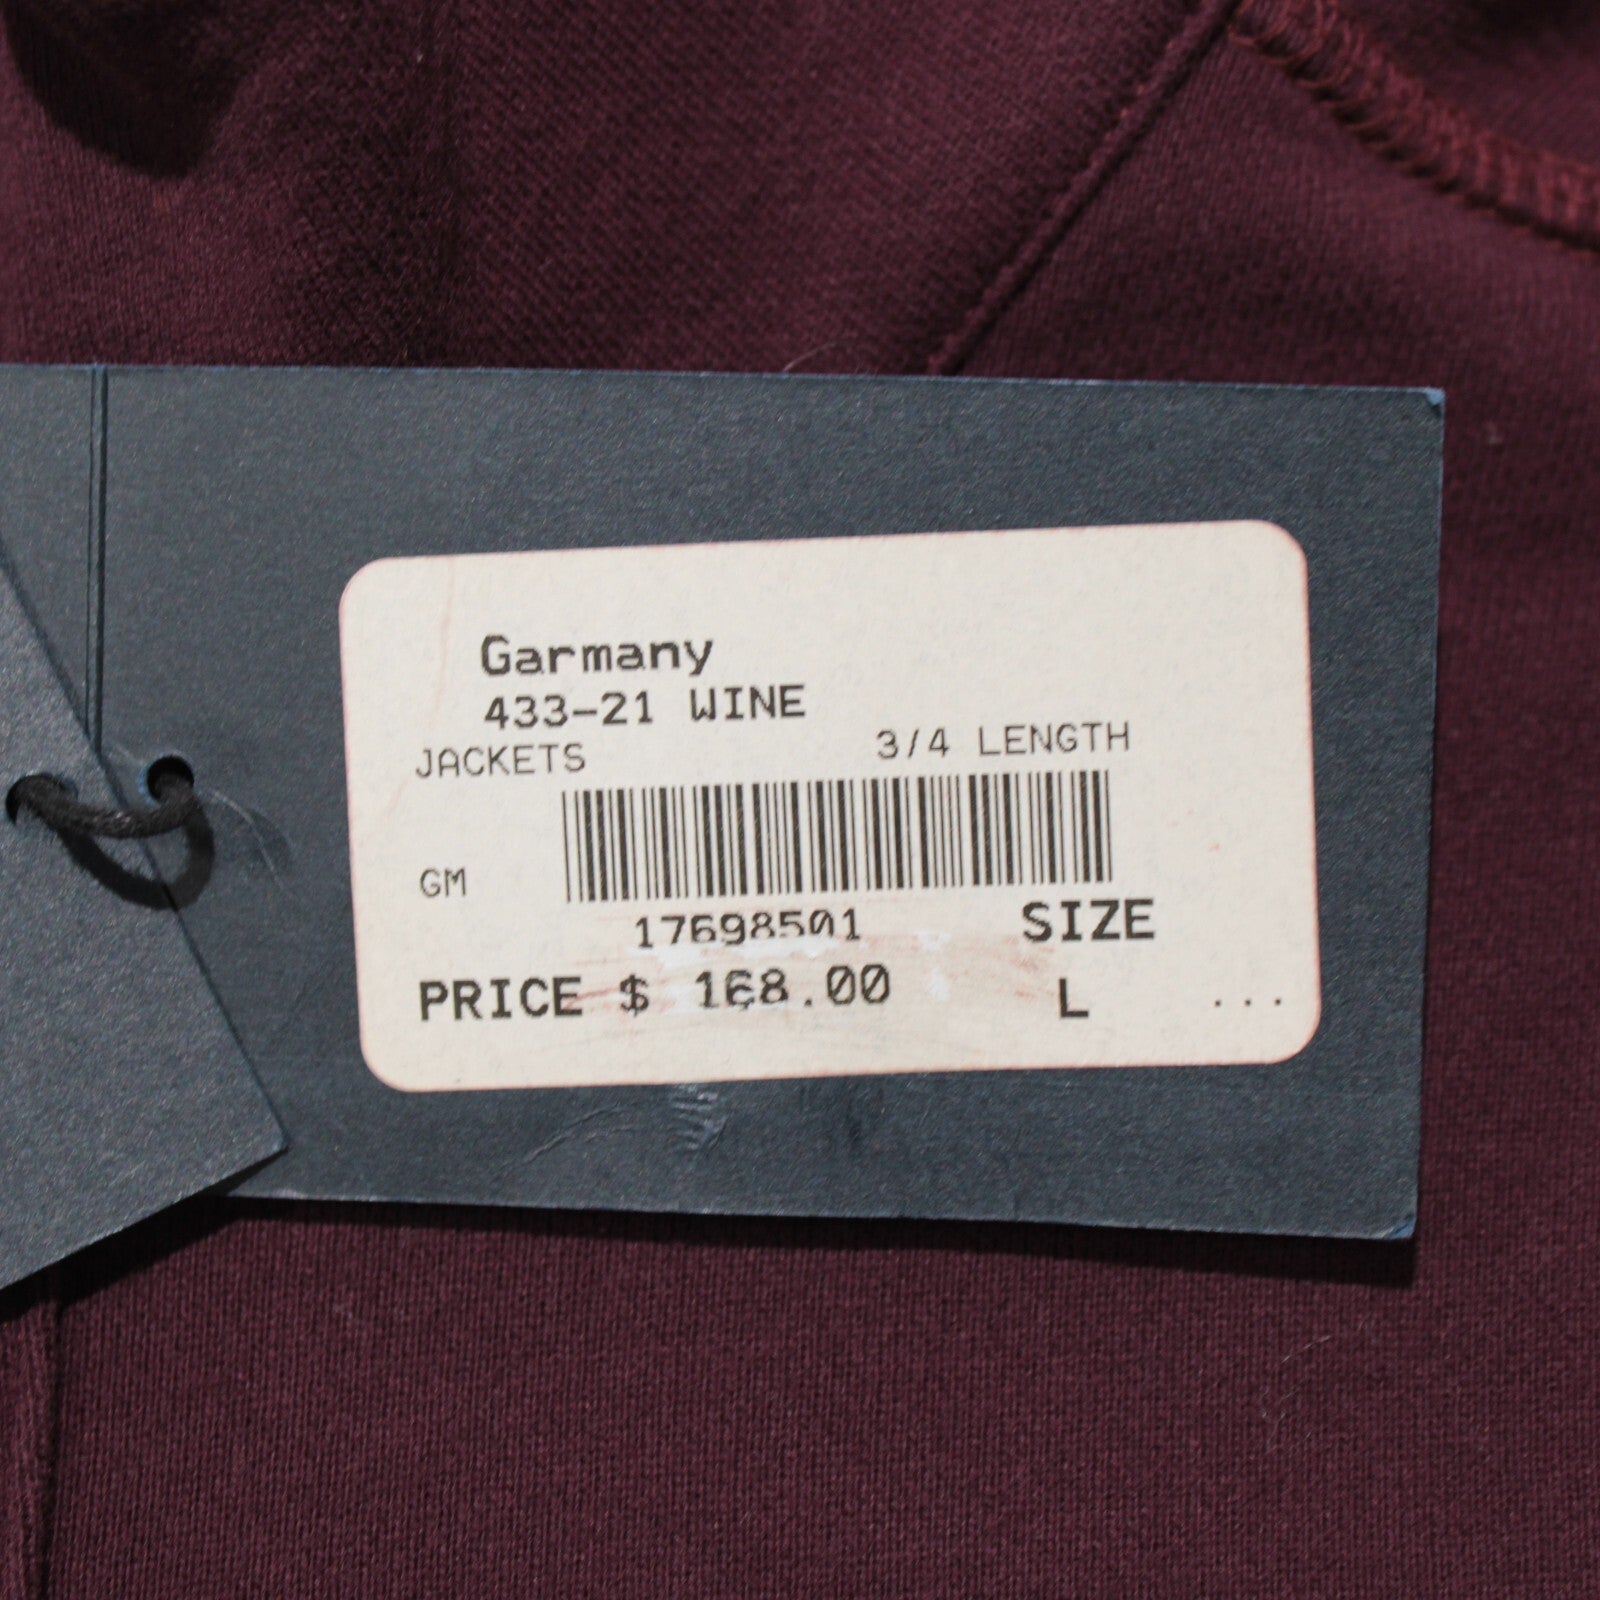 Garmany
433-21 WINE
JACKETS 3/4 LENGTH
GM
17698501 SIZE
PRICE $ 168.00 L ...